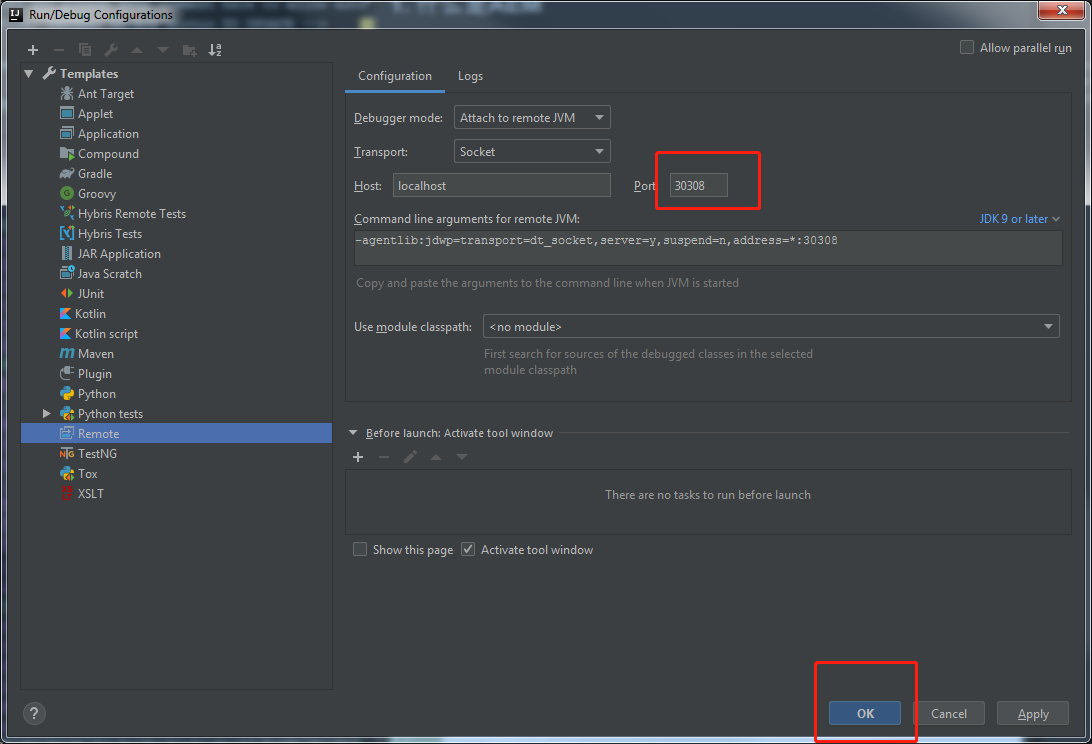 Run/Debug Configurations
Allow parallel run
Templates
Ant Target
Applet
Application
Compound
Gradle
Groovy
Hybris Remote Tests
Hybris Tests
JAR Application
Java Scratch
JUnit
Kotlin
Kotlin script
Maven
Plugin
Python
Python tests
Remote
TestNG
Tox
XSLT
Configuration Logs
Debugger mode: Attach to remote JVM
Transport: Socket
Host: localhost Port 30308
Command line arguments for remote JVM: JDK 9 or later
-agentlib:jdwp=transport=dt_socket,server=y,suspend=n,address=*:30308
Copy and paste the arguments to the command line when JVM is started
Use module classpath: <no module>
First search for sources of the debugged classes in the selected
module classpath
Before launch: Activate tool window
There are no tasks to run before launch
Show this page Activate tool window
? OK Cancel Apply